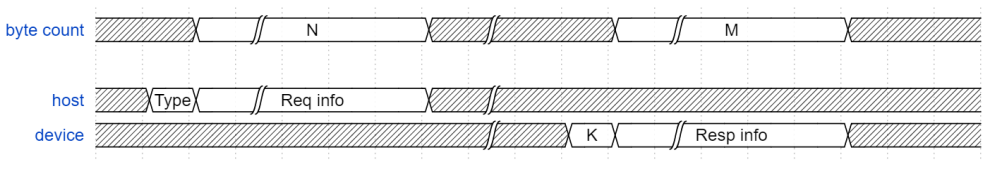 byte count N M
host Type Req info
device K Resp info